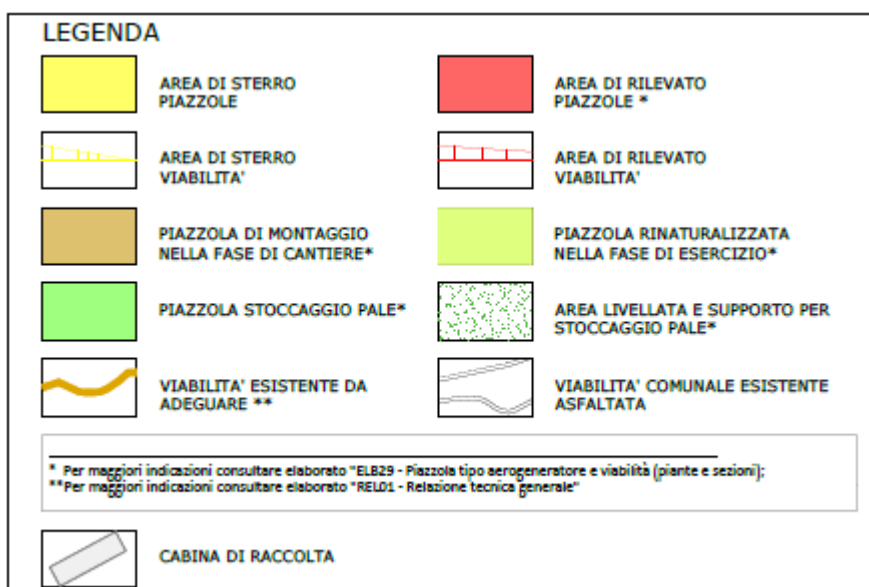 LEGENDA
AREA DI STERRO
PIAZZOLE
AREA DI RILEVATO
PIAZZOLE *
AREA DI STERRO
VIABILITA'
AREA DI RILEVATO
VIABILITA'
PIAZZOLA DI MONTAGGIO
NELLA FASE DI CANTIERE*
PIAZZOLA RINATURALIZZATA
NELLA FASE DI ESERCIZIO*
PIAZZOLA STOCCAGGIO PALE*
AREA LIVELLATA E SUPPORTO PER
STOCCAGGIO PALE*
VIABILITA' ESISTENTE DA
ADEGUARE **
VIABILITA' COMUNALE ESISTENTE
ASFALTATA
* Per maggiori indicazioni consultare elaborato "ELB29 - Piazzola tipo aerogeneratore e viabilità (piante e sezioni);
**Per maggiori indicazioni consultare elaborato "REL01 - Relazione tecnica generale"
CABINA DI RACCOLTA